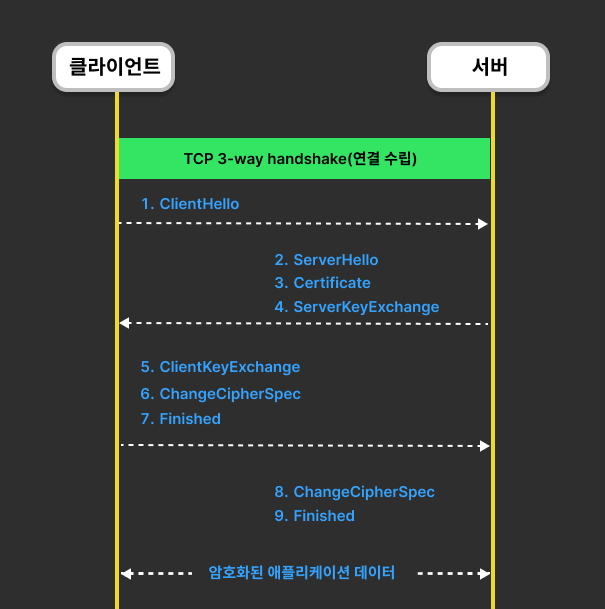 클라이언트
서버
TCP 3-way handshake(연결 수립)
1. ClientHello
2. ServerHello
3. Certificate
4. ServerKeyExchange
5. ClientKeyExchange
6. ChangeCipherSpec
7. Finished
8. ChangeCipherSpec
9. Finished
암호화된 애플리케이션 데이터